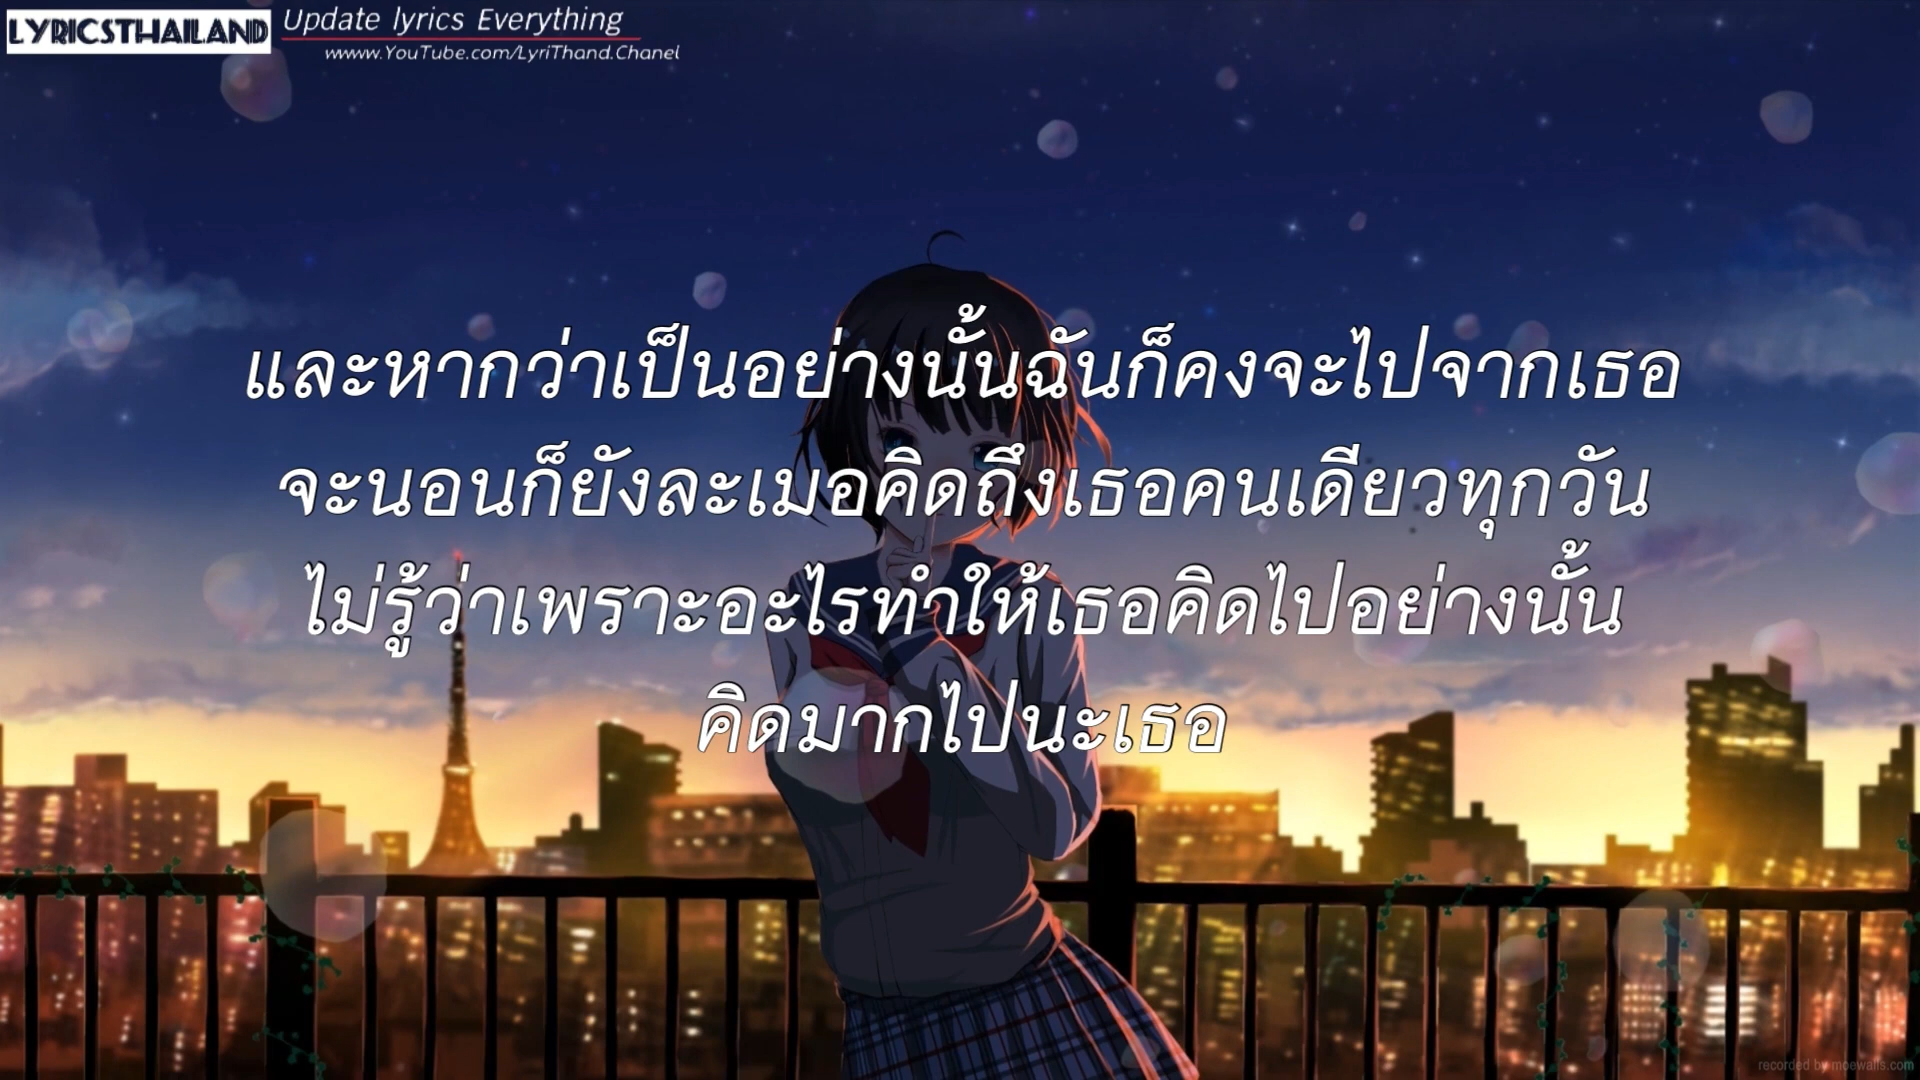 LYRICSTHAILAND
Update lyrics Everything
www.YouTube.com/LyriThand.Chanel
และหากว่าเป็นอย่างนั้นฉันก็คงจะไปจากเธอ
จะนอนก็ยังละเมอคิดถึงเธอคนเดียวทุกวัน
ไม่รู้ว่าเพราะอะไรทำให้เธอคิดไปอย่างนั้น
คิดมากไปนะเธอ
recorded by moewalls.com